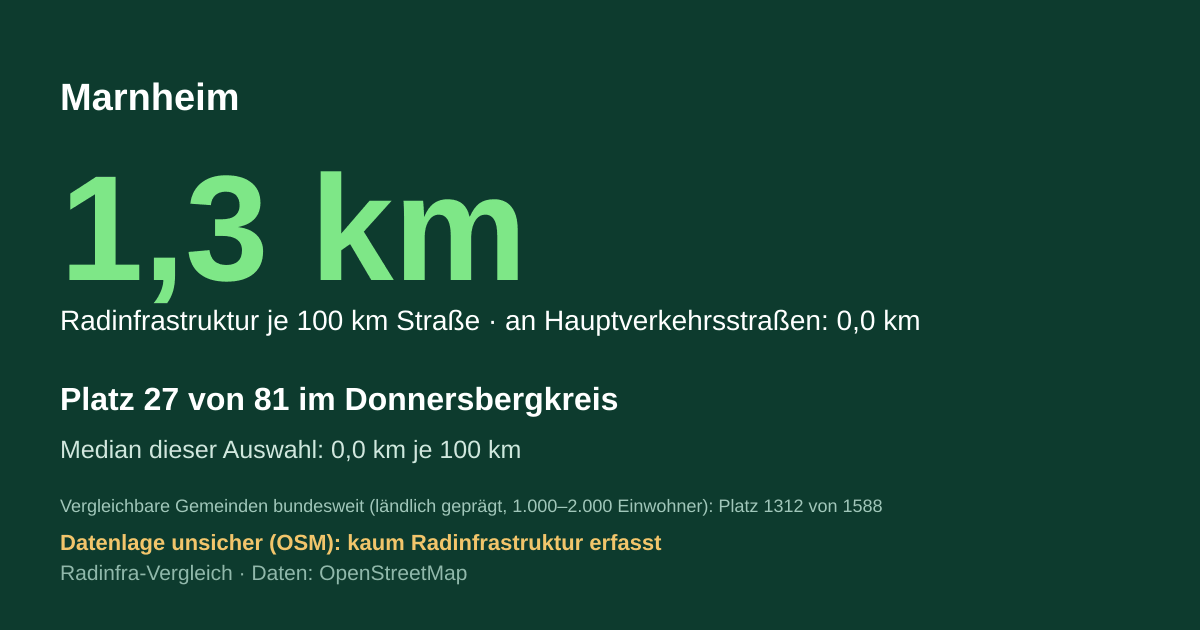 Marnheim
1,3 km
Radinfrastruktur je 100 km Straße · an Hauptverkehrsstraßen: 0,0 km
Platz 27 von 81 im Donnersbergkreis
Median dieser Auswahl: 0,0 km je 100 km
Vergleichbare Gemeinden bundesweit (ländlich geprägt, 1.000–2.000 Einwohner): Platz 1312 von 1588
Datenlage unsicher (OSM): kaum Radinfrastruktur erfasst
Radinfra-Vergleich · Daten: OpenStreetMap